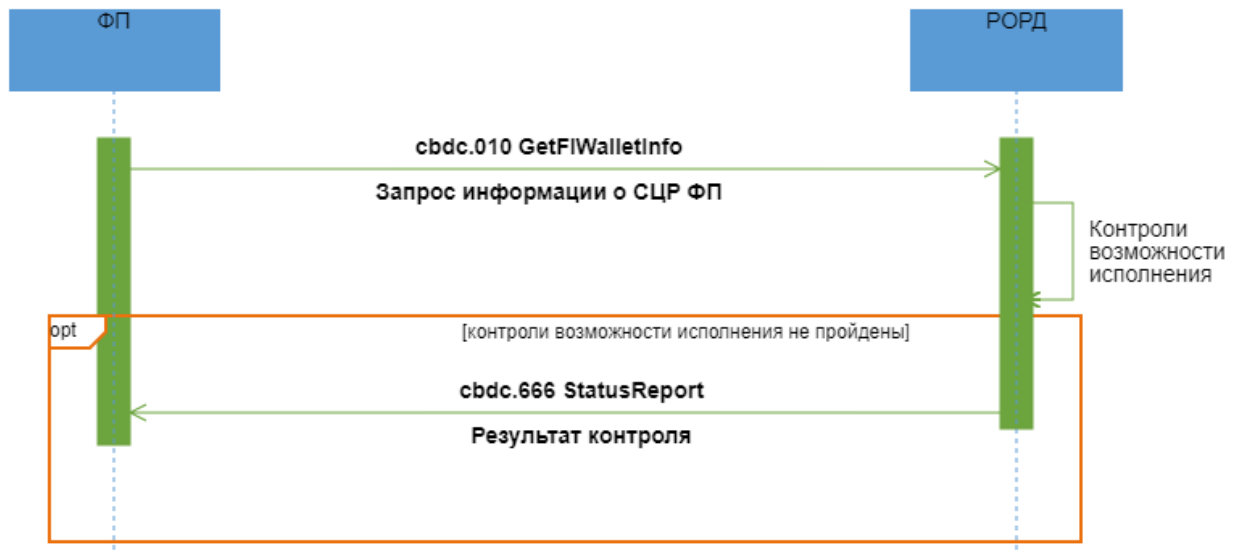 ФП
РОРД
cbdc.010 GetFIWalletInfo
Запрос информации о СЦР ФП
Контроли
возможности
исполнения
opt
[контроли возможности исполнения не пройдены]
cbdc.666 StatusReport
Результат контроля